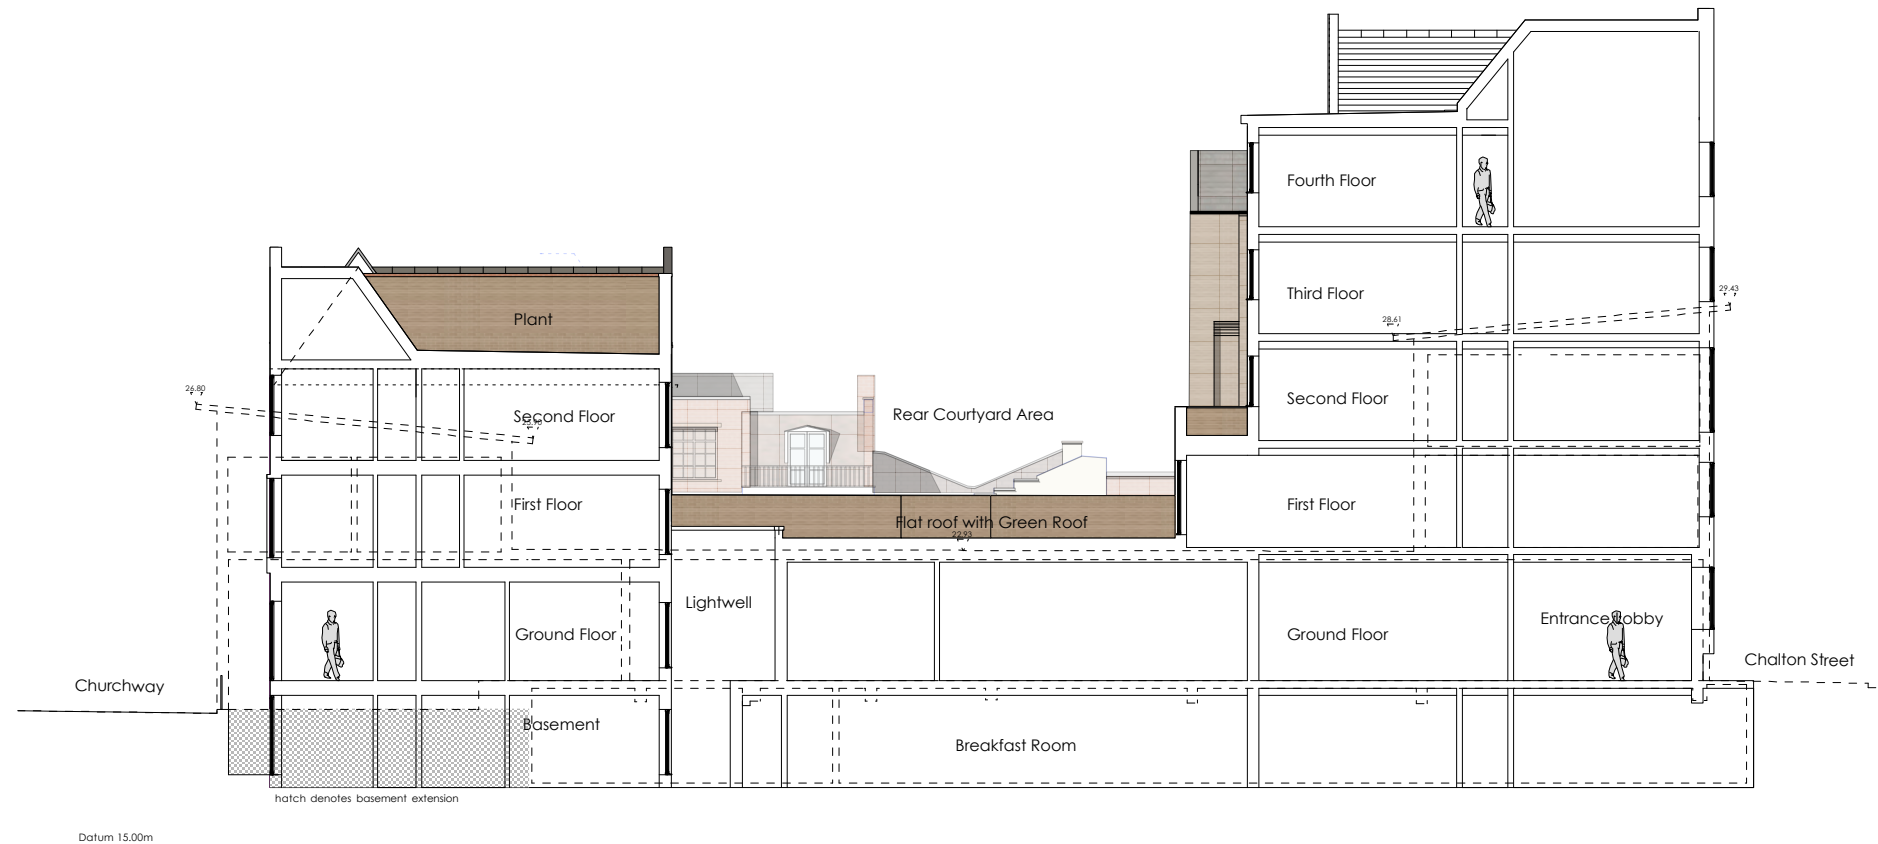 Fourth Floor
Third Floor
29.43
Plant
28.61
26.80
Second Floor
Second Floor
Rear Courtyard Area
First Floor
First Floor
Flat roof with Green Roof
22.93
Lightwell
Entrance Lobby
Ground Floor
Ground Floor
Chalton Street
Churchway
Basement
Breakfast Room
hatch denotes basement extension
Datum 15.00m